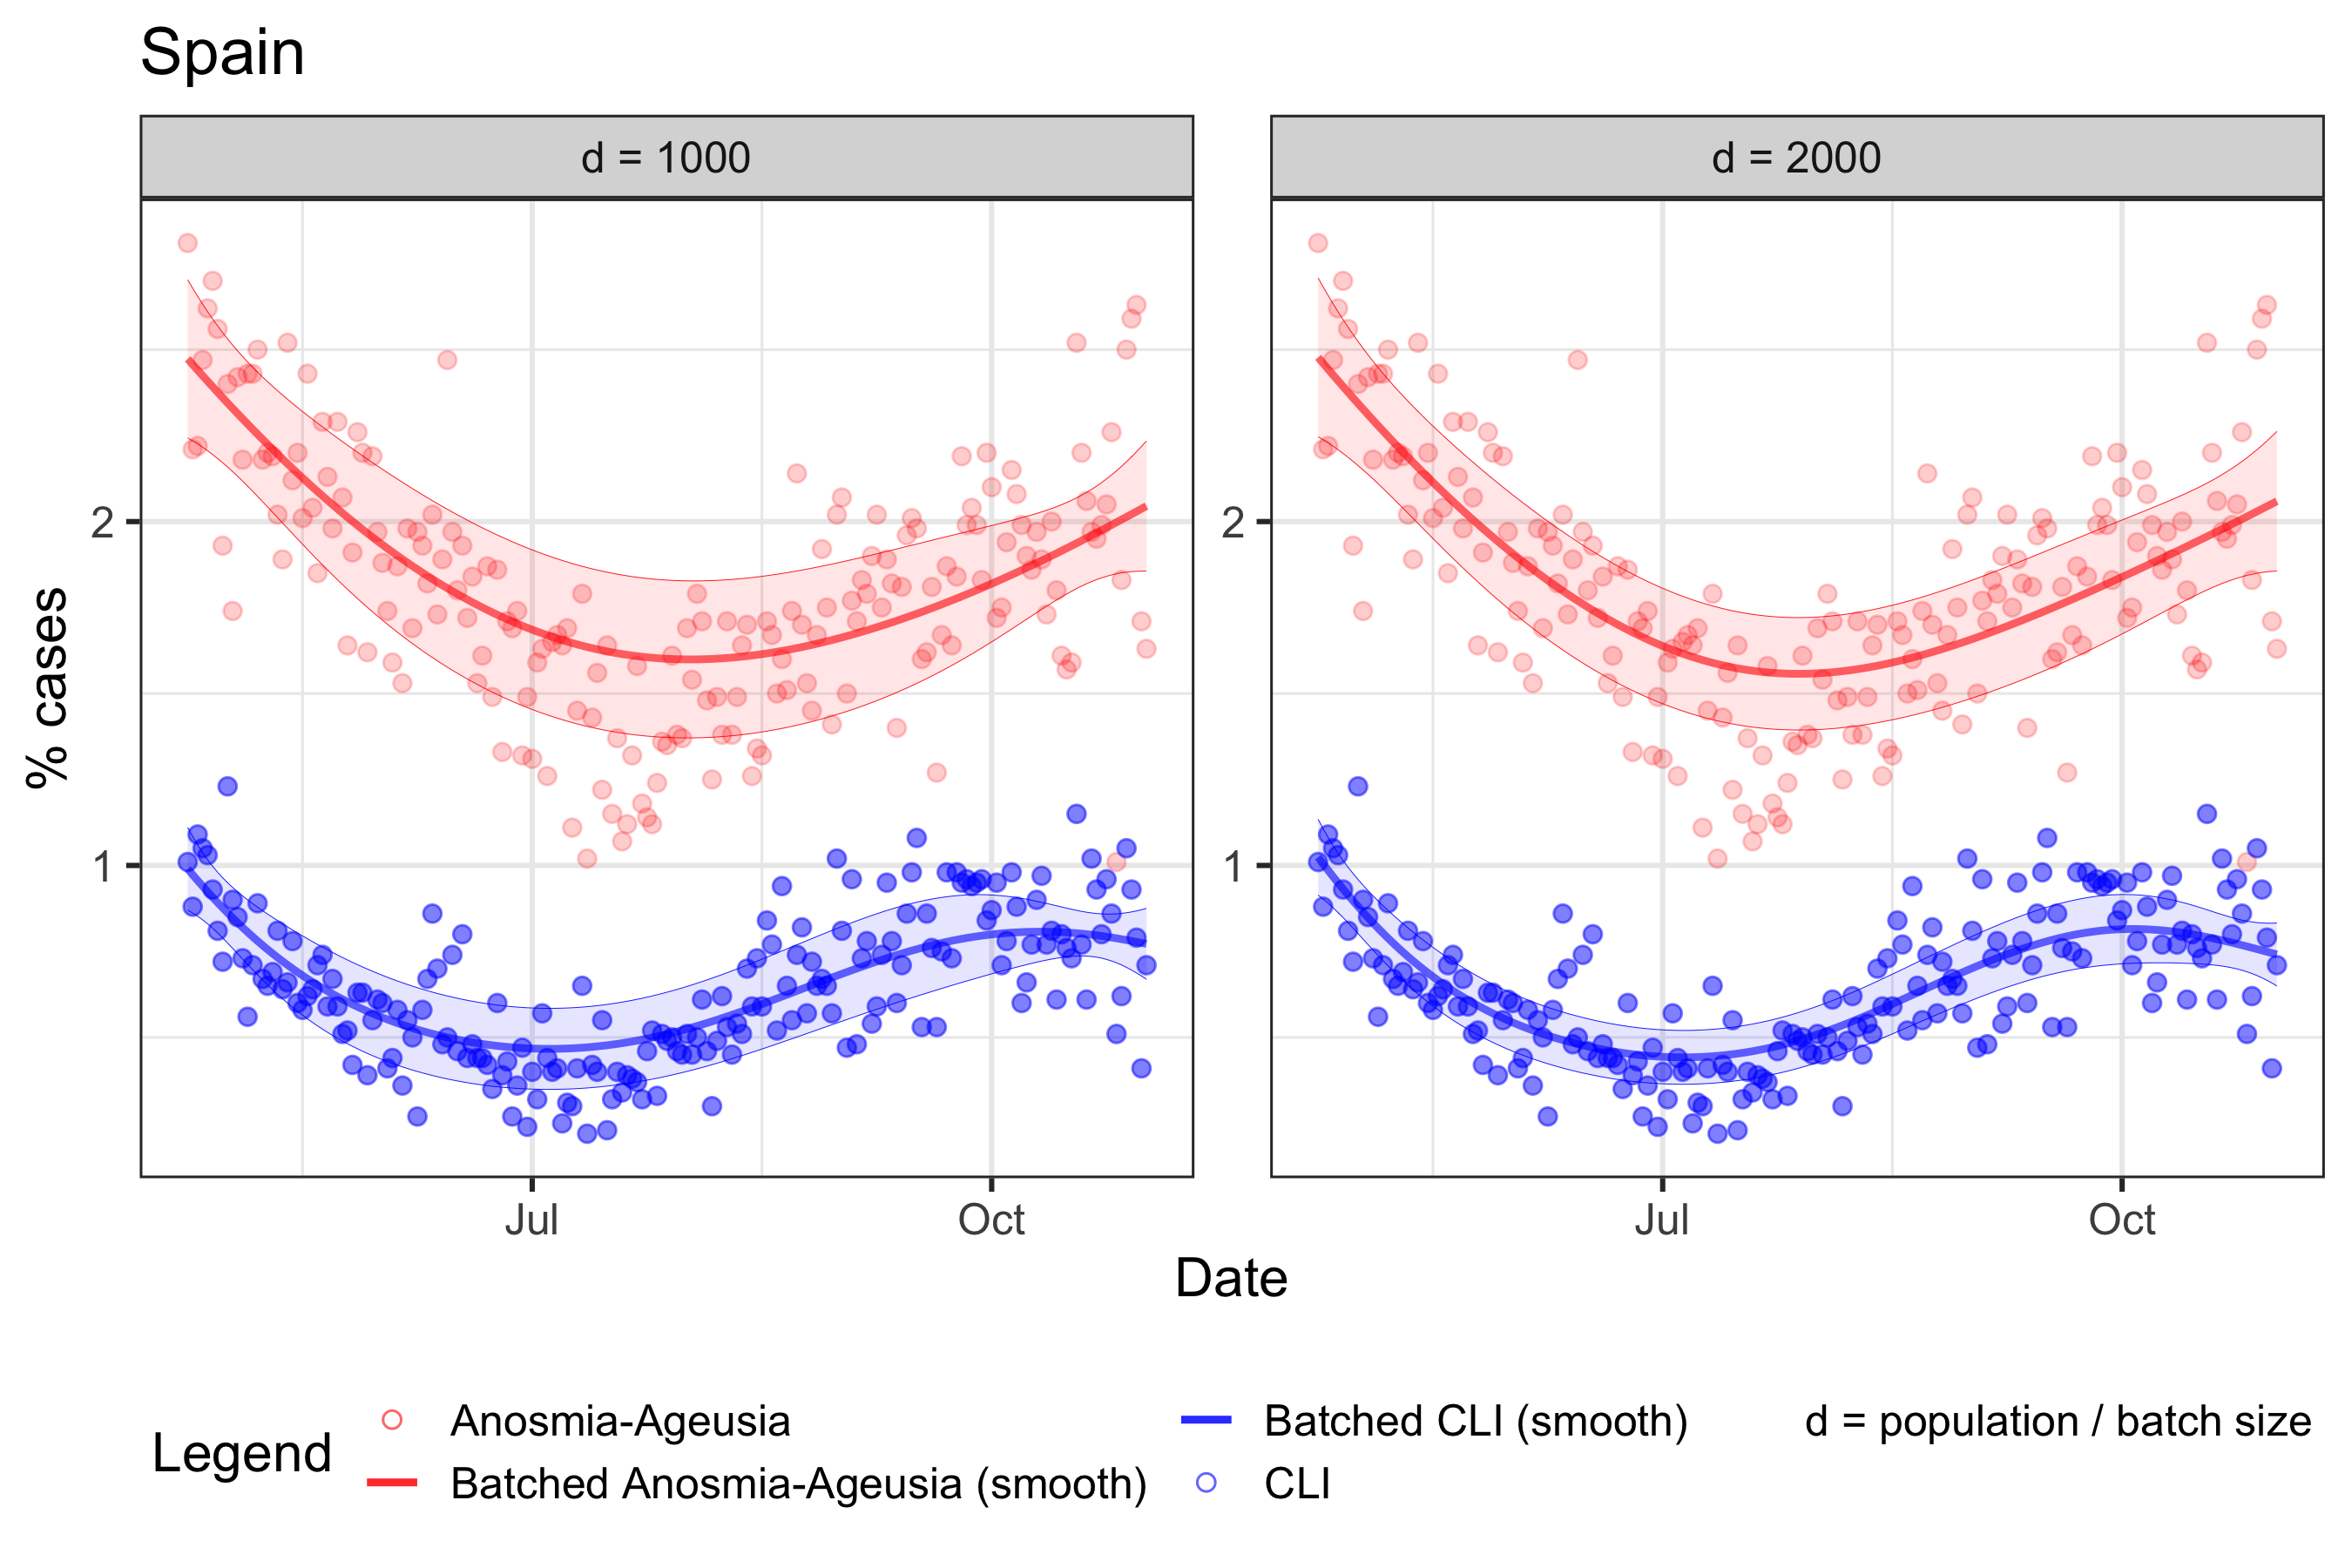 Spain
d = 1000
d = 2000
% cases
2
1
2
1
Jul
Oct
Jul
Oct
Date
Legend
Anosmia-Ageusia
Batched Anosmia-Ageusia (smooth)
Batched CLI (smooth)
CLI
d = population / batch size